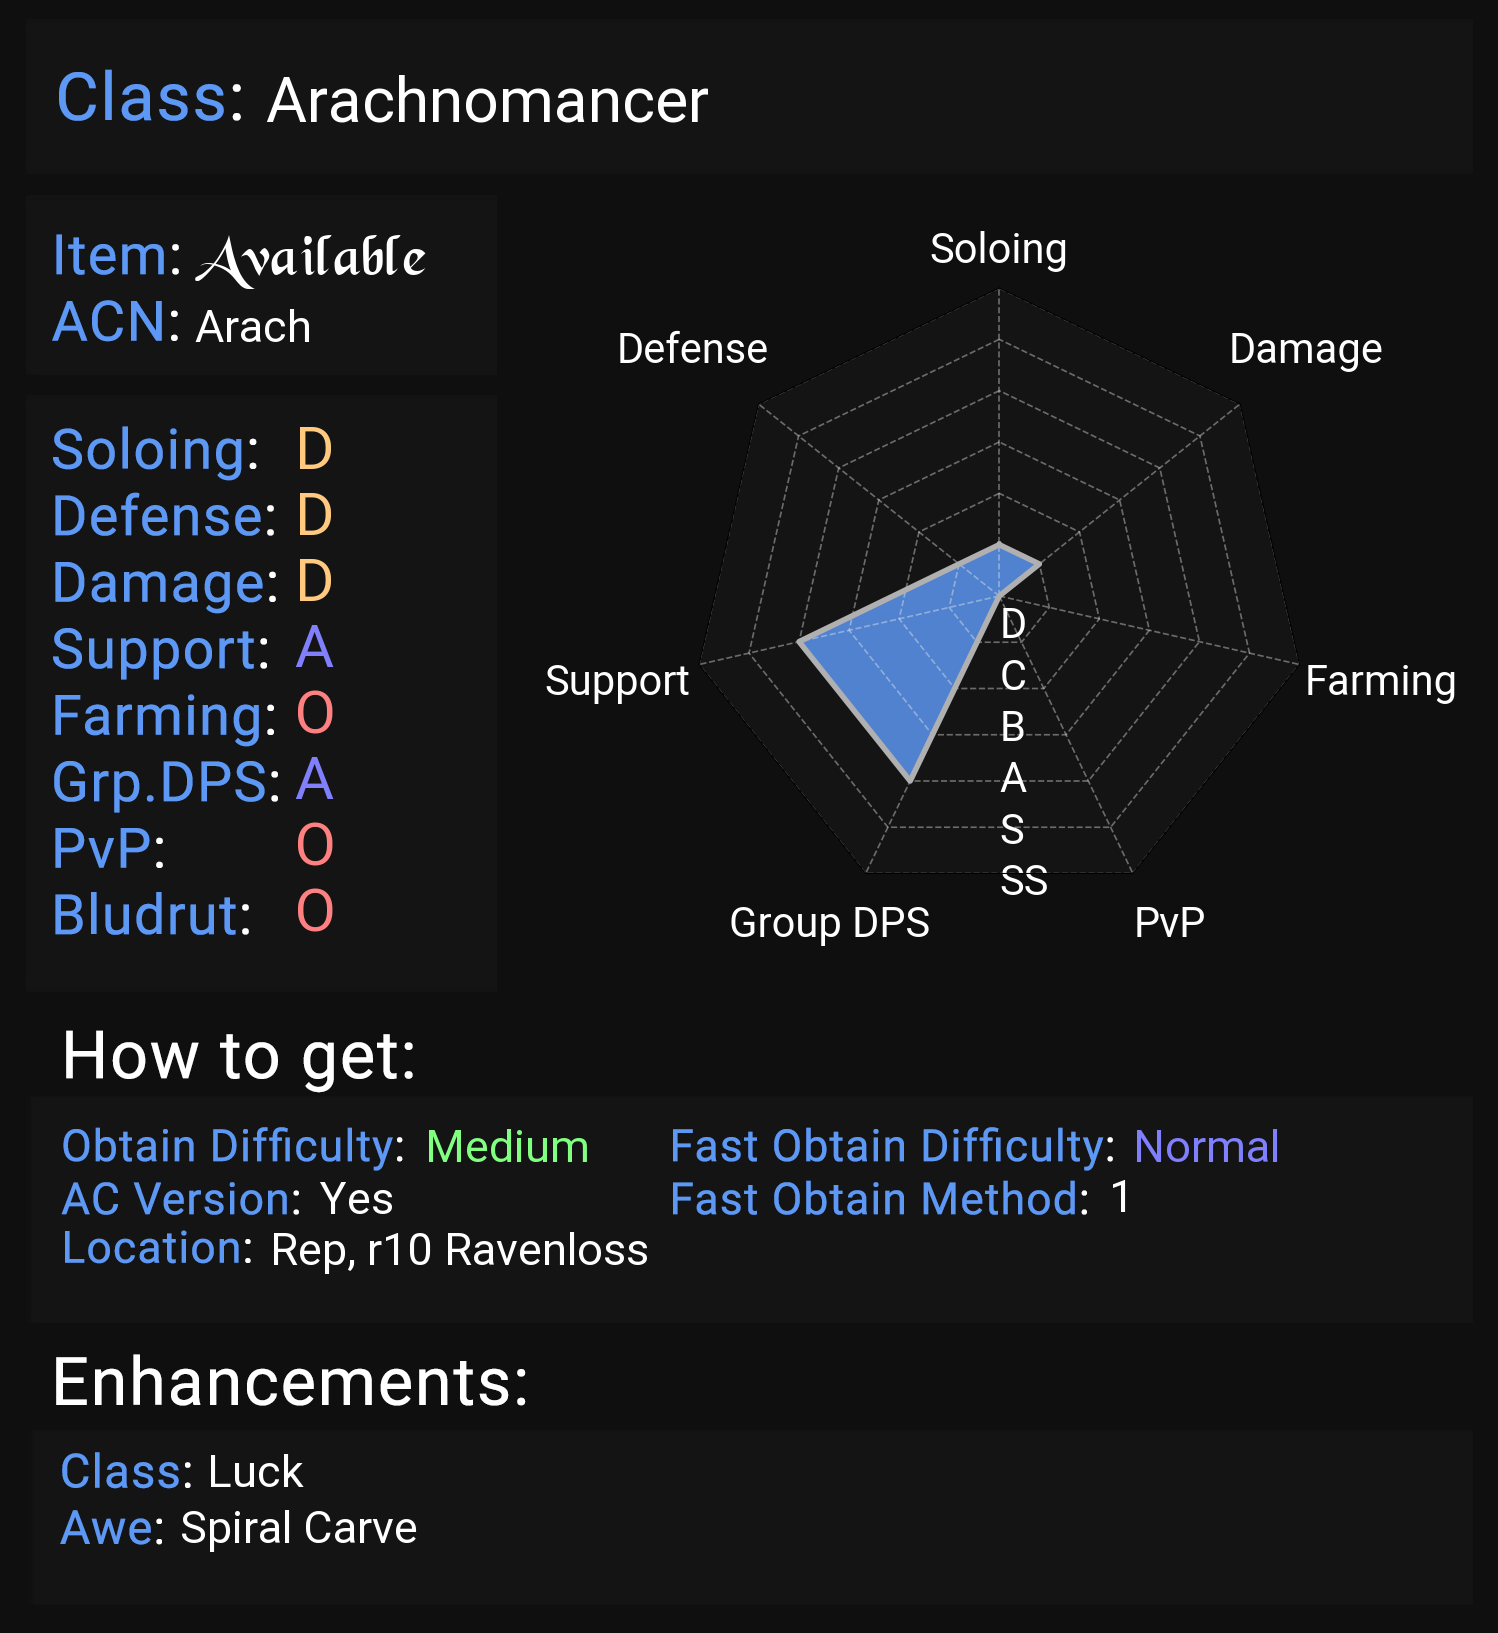 Class: Arachnomancer
Item: Available
ACN: Arach
Soloing: D
Defense: D
Damage: D
Support: A
Farming: O
Grp.DPS: A
PvP: O
Bludrut: O
Soloing
Defense
Damage
Support
Farming
D
C
B
A
S
SS
Group DPS
PvP
How to get:
Obtain Difficulty: Medium
AC Version: Yes
Location: Rep, r10 Ravenloss
Fast Obtain Difficulty: Normal
Fast Obtain Method: 1
Enhancements:
Class: Luck
Awe: Spiral Carve